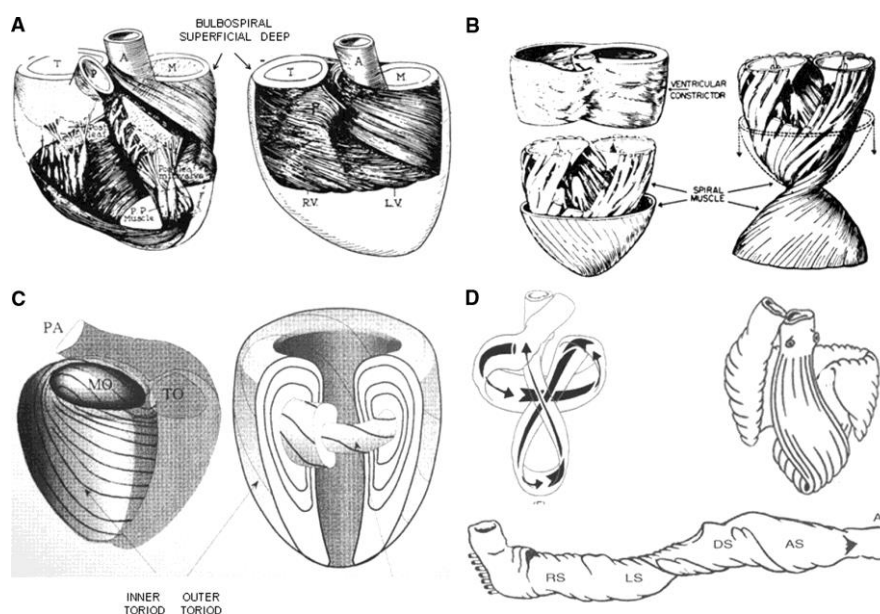 A
BULBOSPIRAL
SUPERFICIAL DEEP
T
P
A
M
P.P.
Muscle
T
A
M
P
R.V.
L.V.
B
VENTRICULAR
CONSTRICTOR
SPIRAL
MUSCLE
C
PA
MO
TO
INNER OUTER
TORIOD TORIOD
D
RS
LS
DS
AS
A